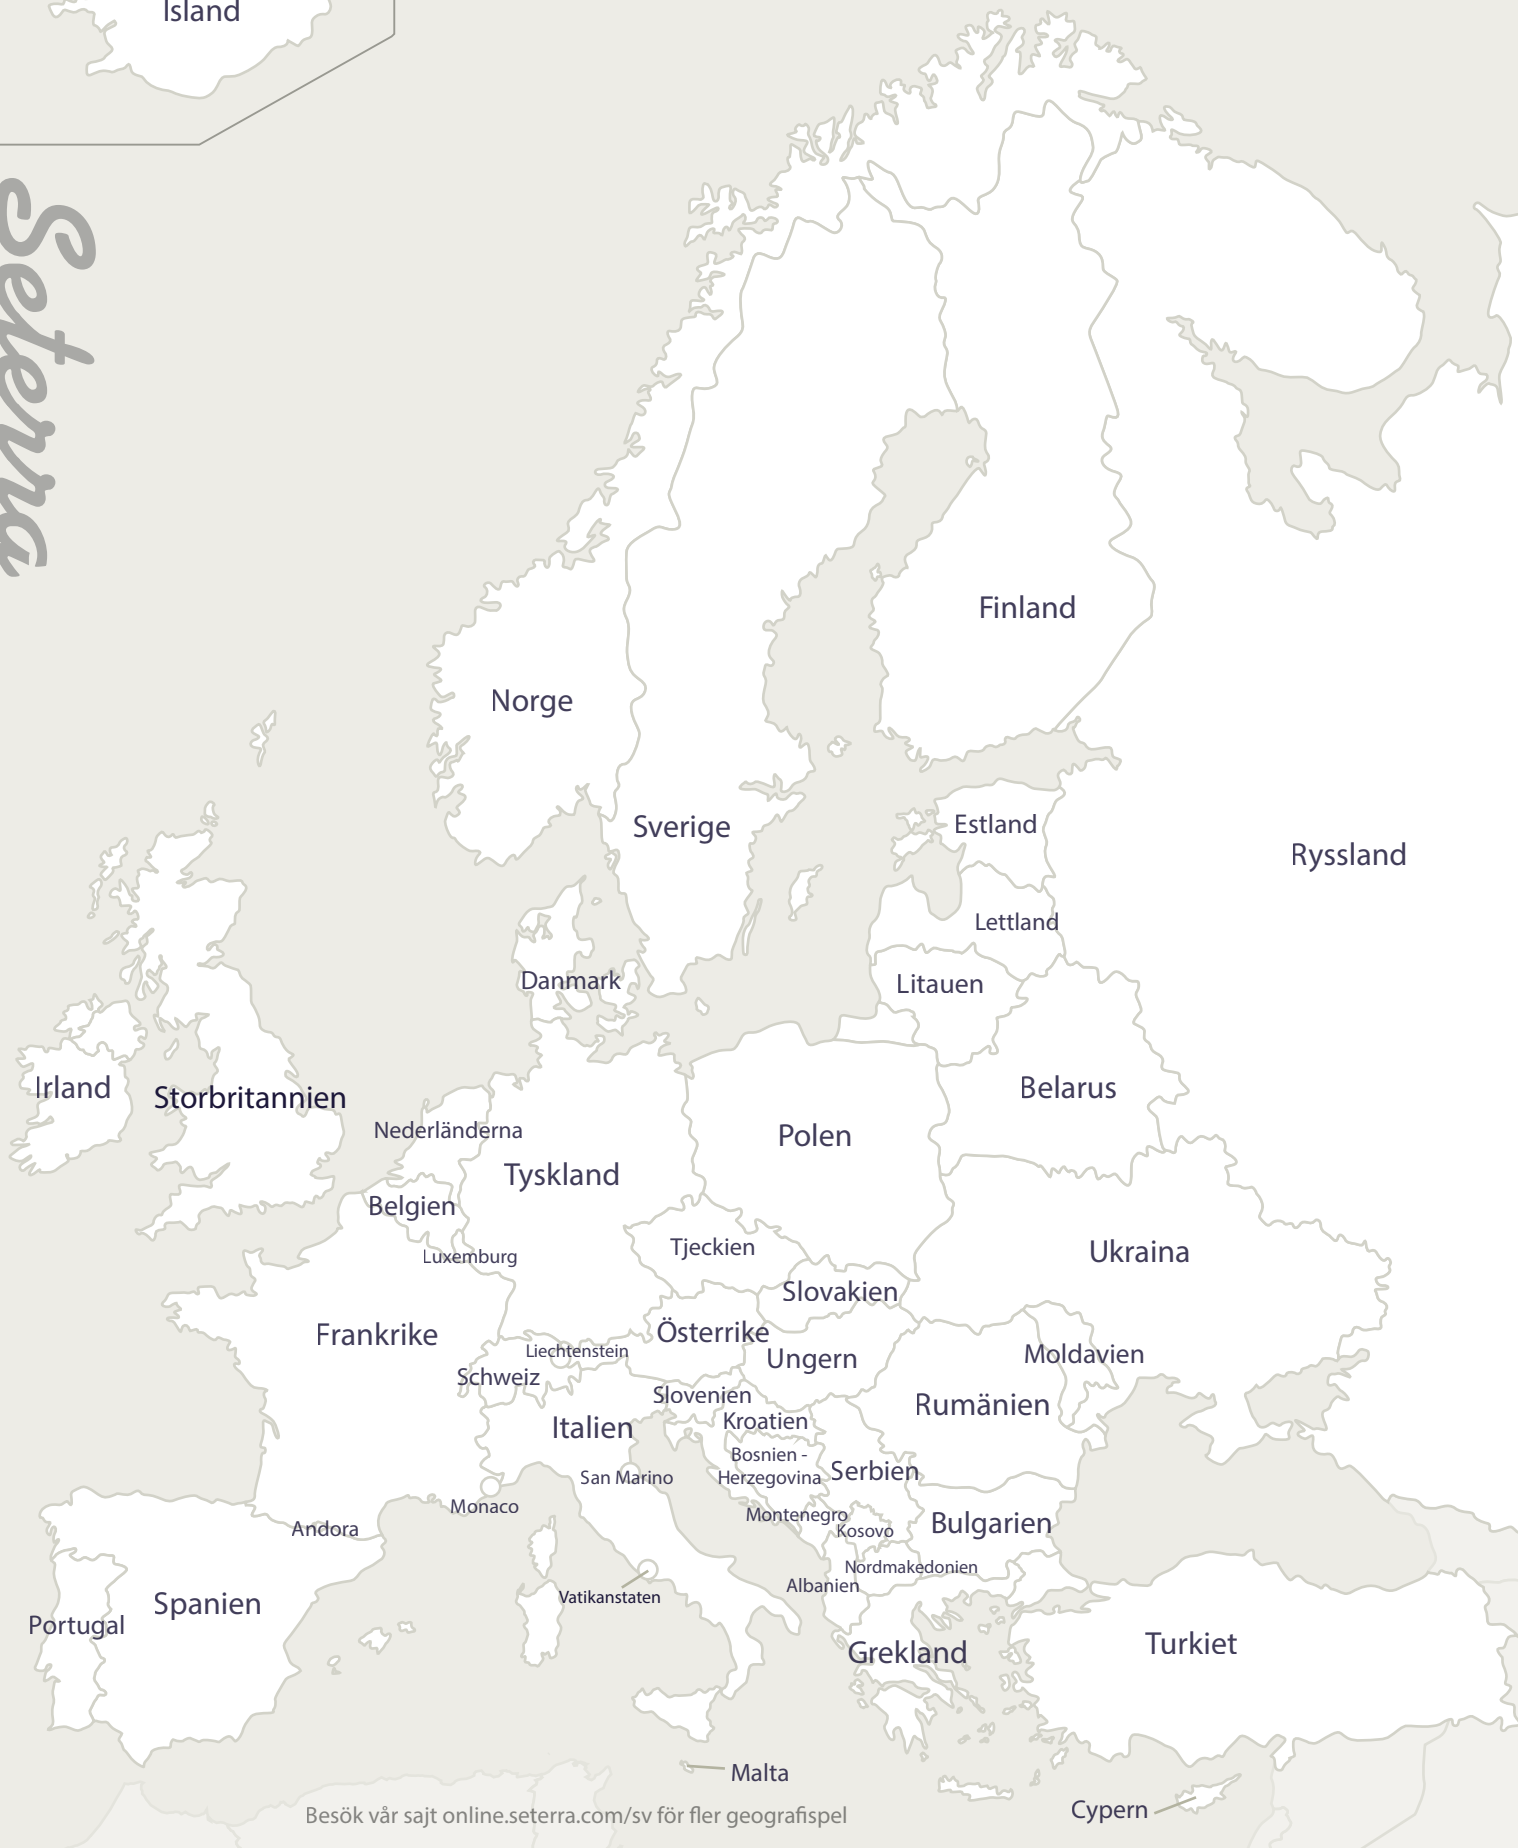 Island
Seterra
Finland
Norge
Sverige
Estland
Ryssland
Lettland
Danmark
Litauen
Irland
Storbritannien
Belarus
Nederländerna
Polen
Tyskland
Belgien
Tjeckien
Luxemburg
Ukraina
Slovakien
Frankrike
Österrike
Liechtenstein
Ungern
Moldavien
Schweiz
Slovenien
Rumänien
Italien
Kroatien
Bosnien -
Herzegovina
Serbien
San Marino
Monaco
Montenegro
Kosovo
Bulgarien
Andora
Nordmakedonien
Albanien
Vatikanstaten
Spanien
Portugal
Grekland
Turkiet
Malta
Cypern
Besök vår sajt online.seterra.com/sv för fler geografispel